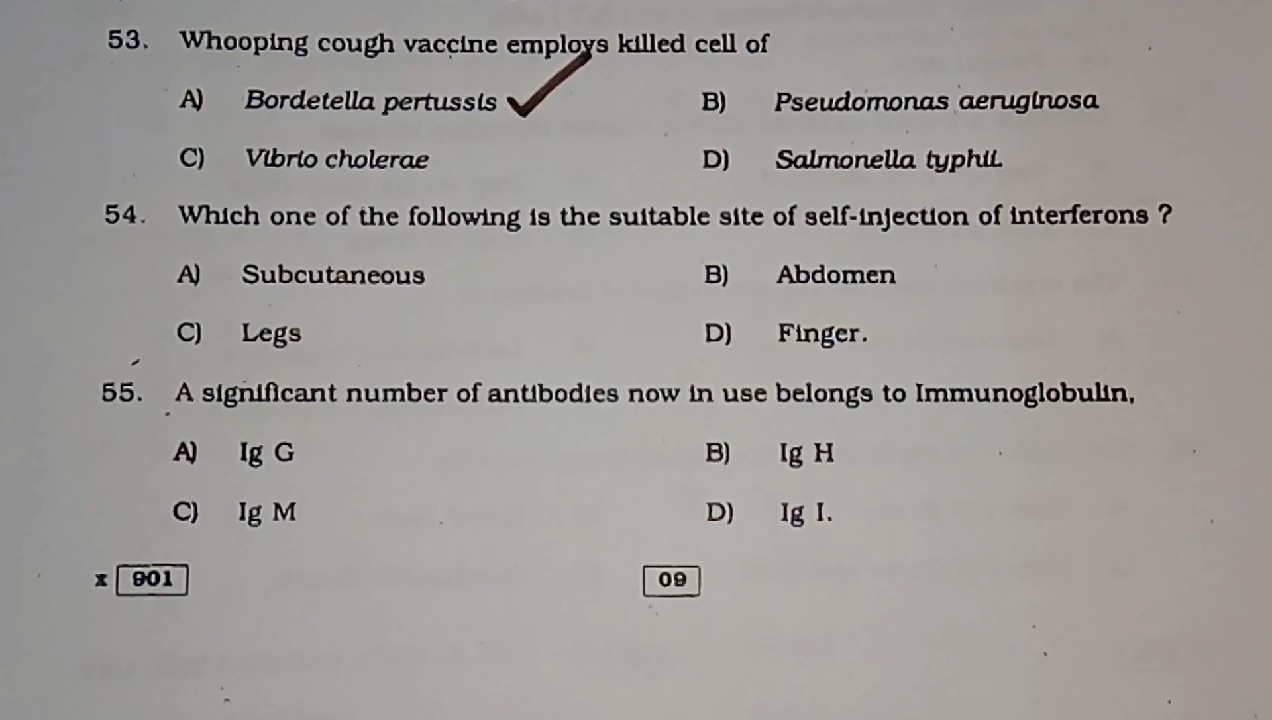 53. Whooping cough vaccine employs killed cell of
A) Bordetella pertussis B) Pseudomonas aeruginosa
C) Vibrio cholerae D) Salmonella typhii.
54. Which one of the following is the suitable site of self-injection of interferons ?
A) Subcutaneous B) Abdomen
C) Legs D) Finger.
55. A significant number of antibodies now in use belongs to Immunoglobulin,
A) Ig G B) Ig H
C) Ig M D) Ig I.
x 901 09